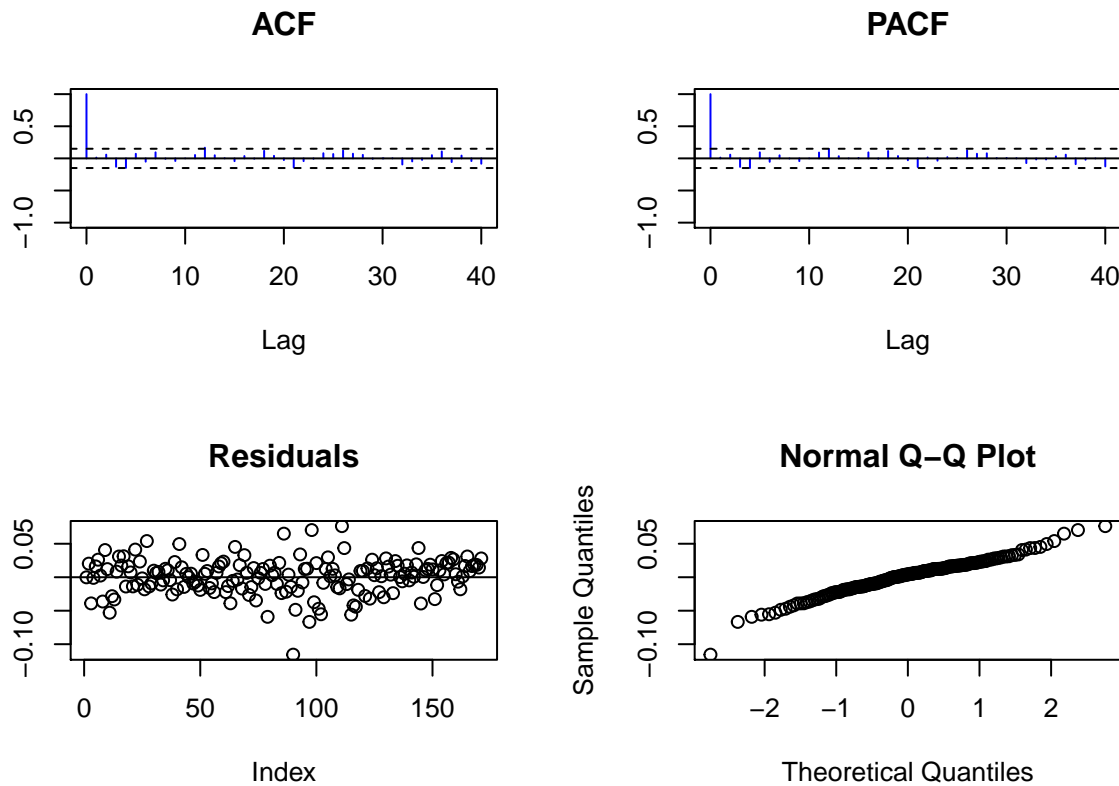 ACF
0.5
−1.0
0 10 20 30 40
Lag
PACF
0.5
−1.0
0 10 20 30 40
Lag
Residuals
0.05
−0.10
0 50 100 150
Index
Normal Q−Q Plot
Sample Quantiles
0.05
−0.10
−2 −1 0 1 2
Theoretical Quantiles